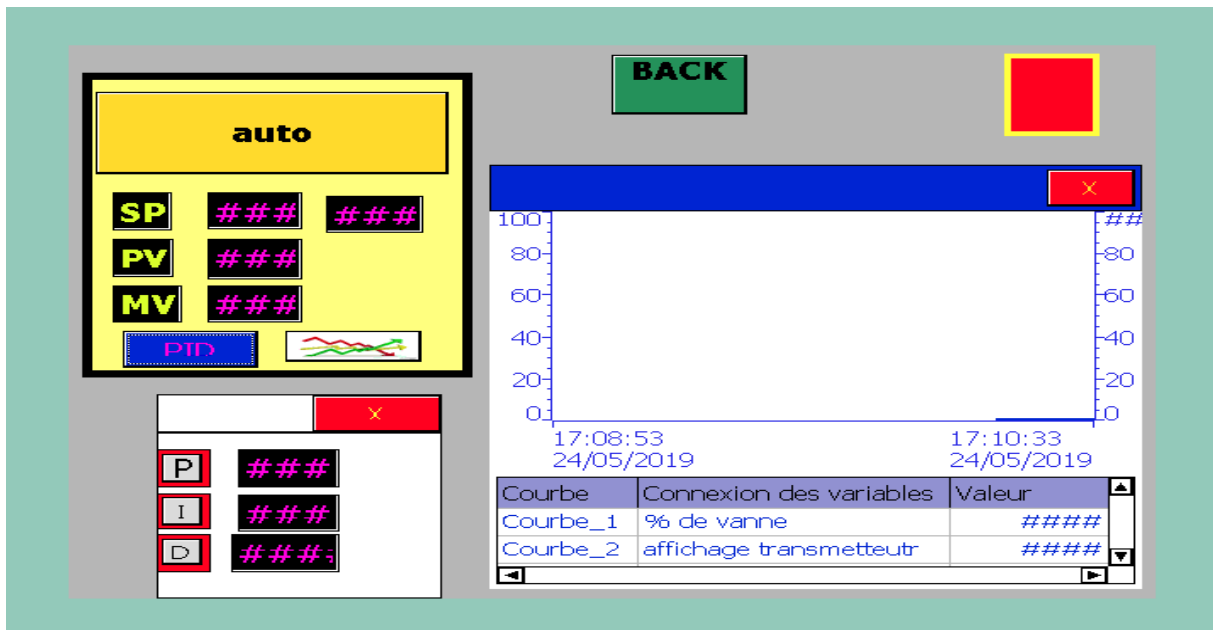 BACK
auto
SP ### ###
PV ###
MV ###
PID
X
P ###
I ###
D ###
X
100 ##
80 80
60 60
40 40
20 20
0 0
17:08:53 17:10:33
24/05/2019 24/05/2019
Courbe Connexion des variables Valeur
Courbe_1 % de vanne ####
Courbe_2 affichage transmetteutr ####